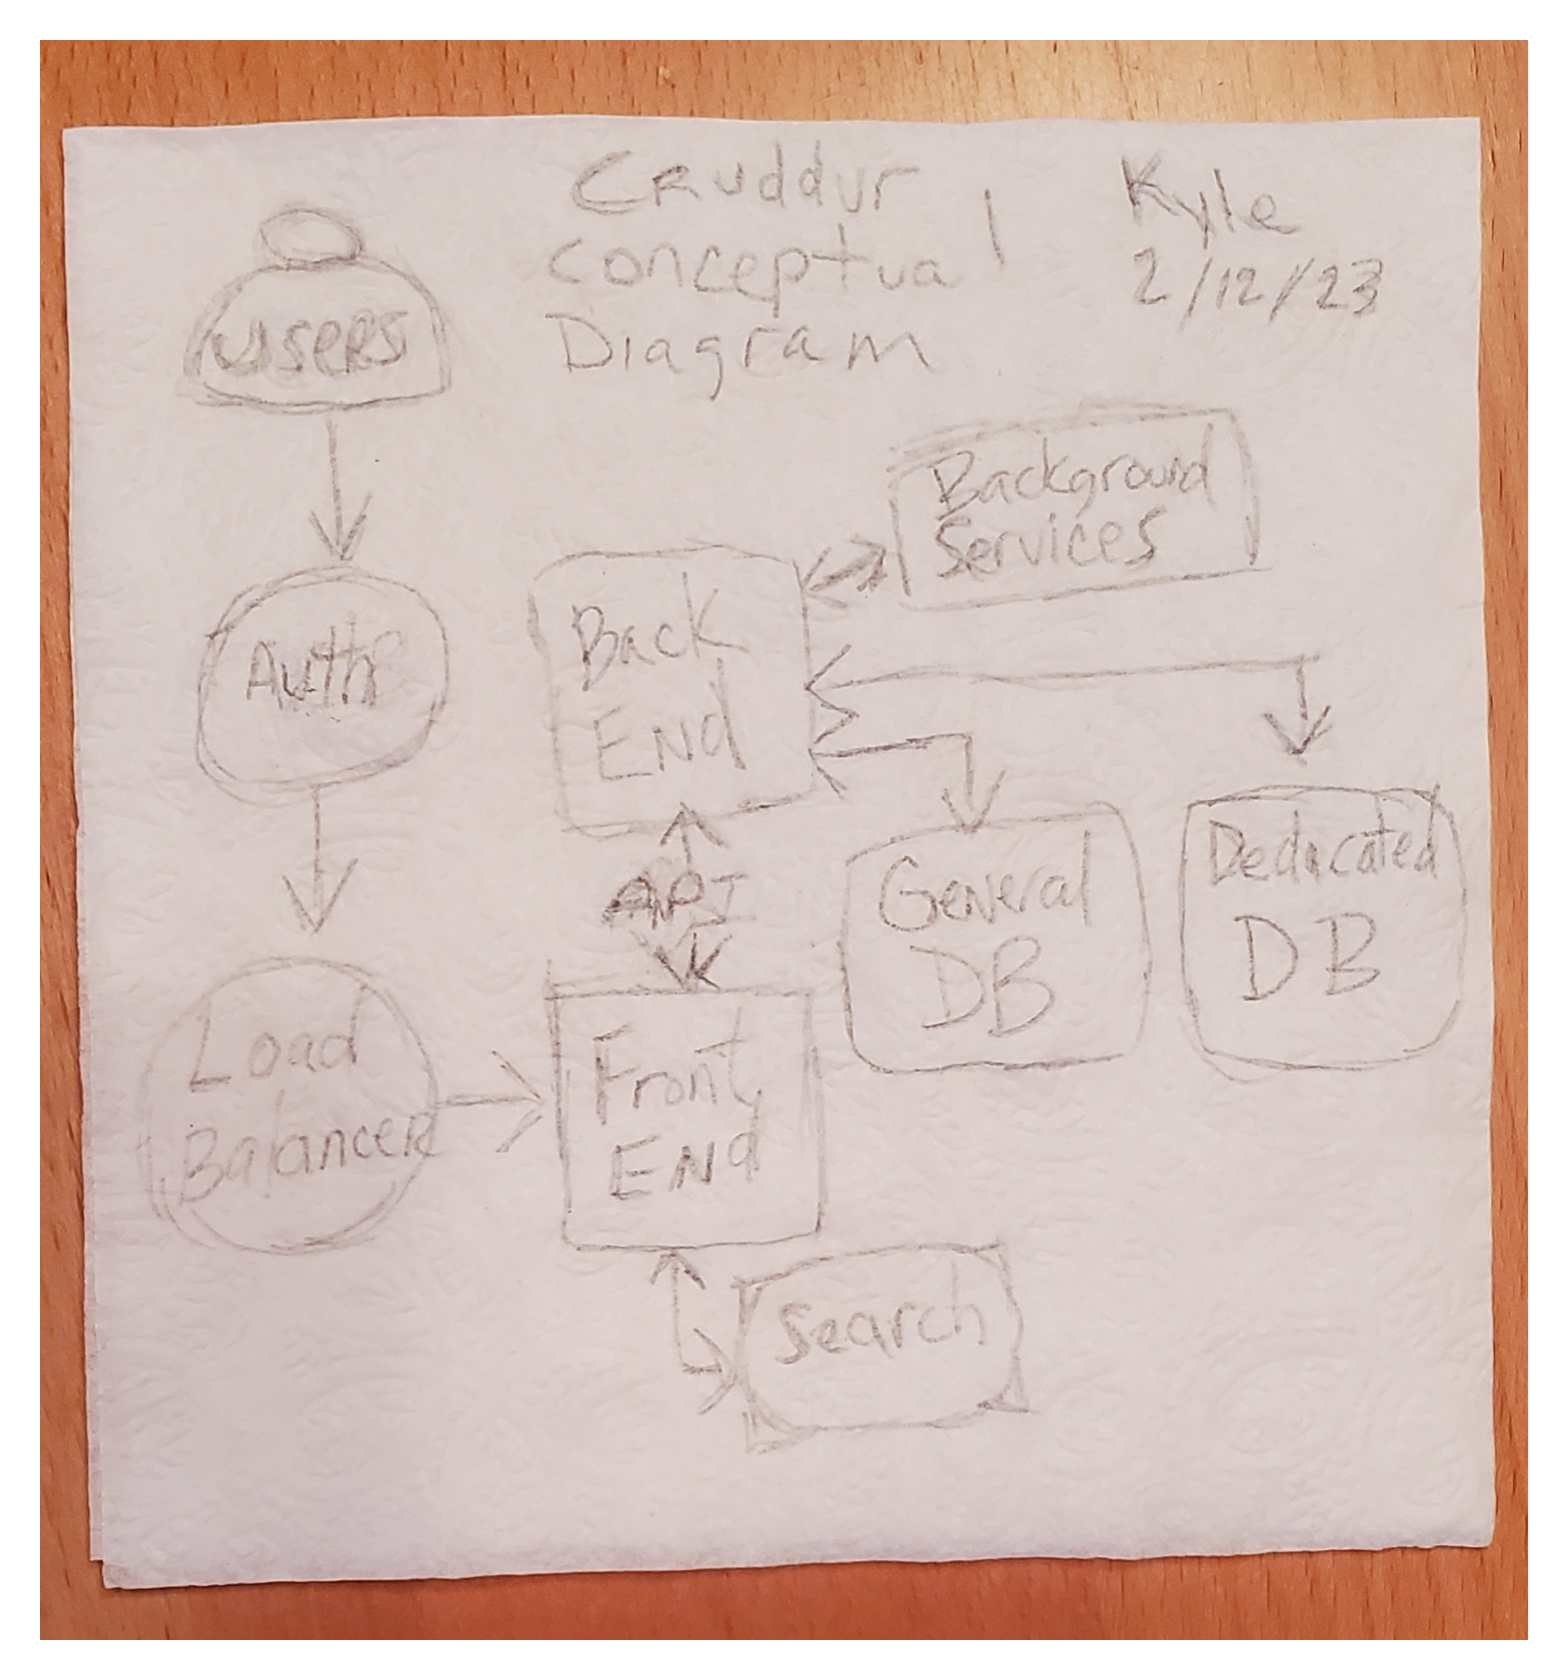 Cruddur
conceptual
Diagram
Kyle
2/12/23
Users
Background
Services
Back
End
Auth
API
General
DB
Dedicated
DB
Load
Balancer
Front
End
Search